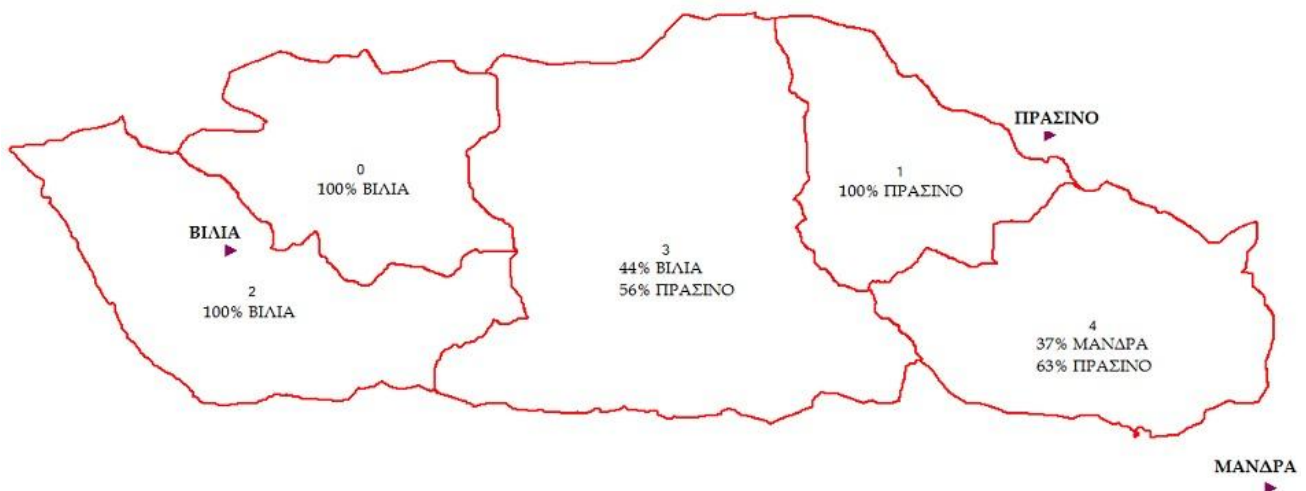 ΠΡΑΣΙΝΟ
0
100% ΒΙΛΙΑ
1
100% ΠΡΑΣΙΝΟ
ΒΙΛΙΑ
3
44% ΒΙΛΙΑ
56% ΠΡΑΣΙΝΟ
2
100% ΒΙΛΙΑ
4
37% ΜΑΝΔΡΑ
63% ΠΡΑΣΙΝΟ
ΜΑΝΔΡΑ